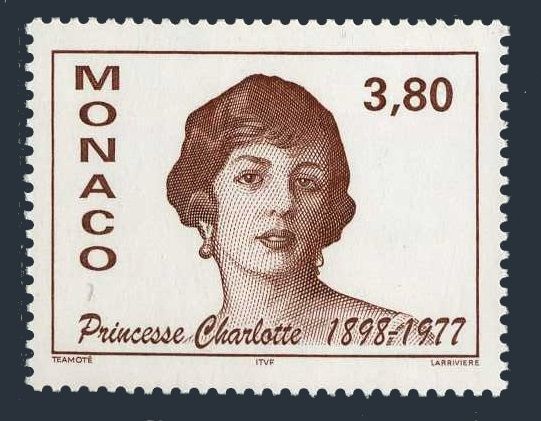 MONACO
3,80
Princesse Charlotte 1898-1977
TEAMOTÉ ITVF LARRIVIERE